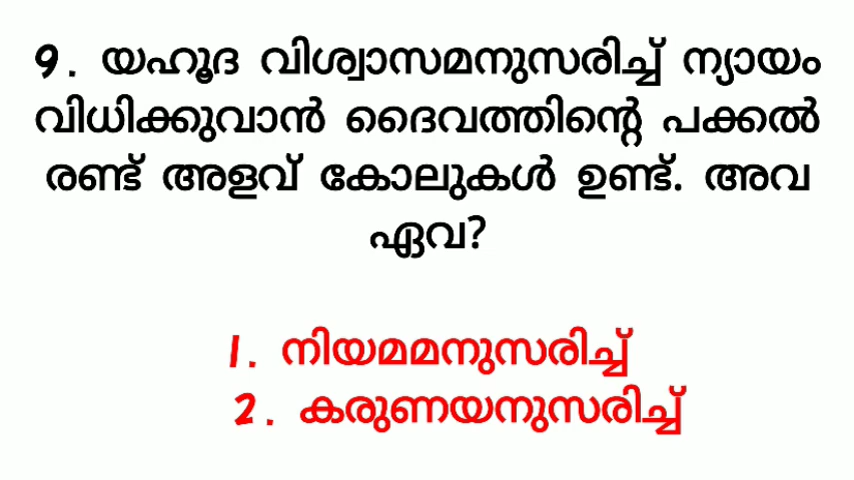 9. യഹൂദ വിശ്വാസമനുസരിച്ച് ന്യായം
വിധിക്കുവാൻ ദൈവത്തിന്റെ പക്കൽ
രണ്ട് അളവ് കോലുകൾ ഉണ്ട്. അവ
ഏവ?
1. നിയമമനുസരിച്ച്
2. കരുണയനുസരിച്ച്